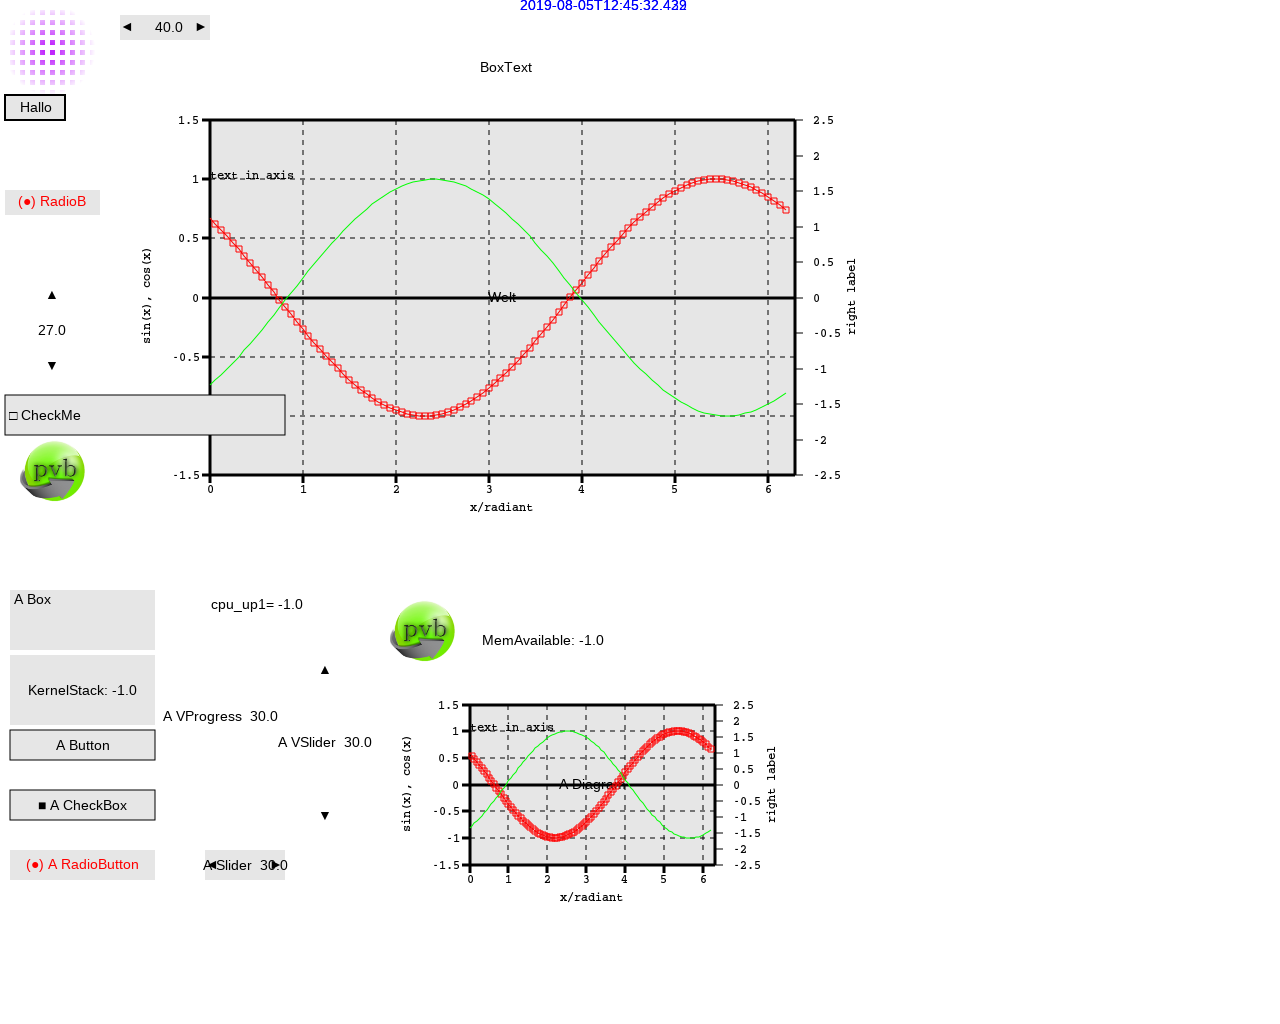 2019-08-05T12:45:32.4
◄ 40.0 ►
BoxText
Hallo
(●) RadioB
▲
27.0
▼
□ CheckMe
pvb
1.5
1
0.5
0
-0.5
-1.5
text in axis
Welt
sin(x), cos(x)
2.5
2
1.5
1
0.5
0
-0.5
-1
-1.5
-2
-2.5
right label
0 1 2 3 4 5 6
x/radiant
A Box
cpu_up1= -1.0
pvb
MemAvailable: -1.0
KernelStack: -1.0
▲
A VProgress 30.0
A VSlider 30.0
▼
A Button
■ A CheckBox
(●) A RadioButton
A Slider 30.0
1.5
1
0.5
0
-0.5
-1
-1.5
text in axis
A Diagram
sin(x), cos(x)
2.5
2
1.5
1
0.5
0
-0.5
-1
-1.5
-2
-2.5
right label
0 1 2 3 4 5 6
x/radiant